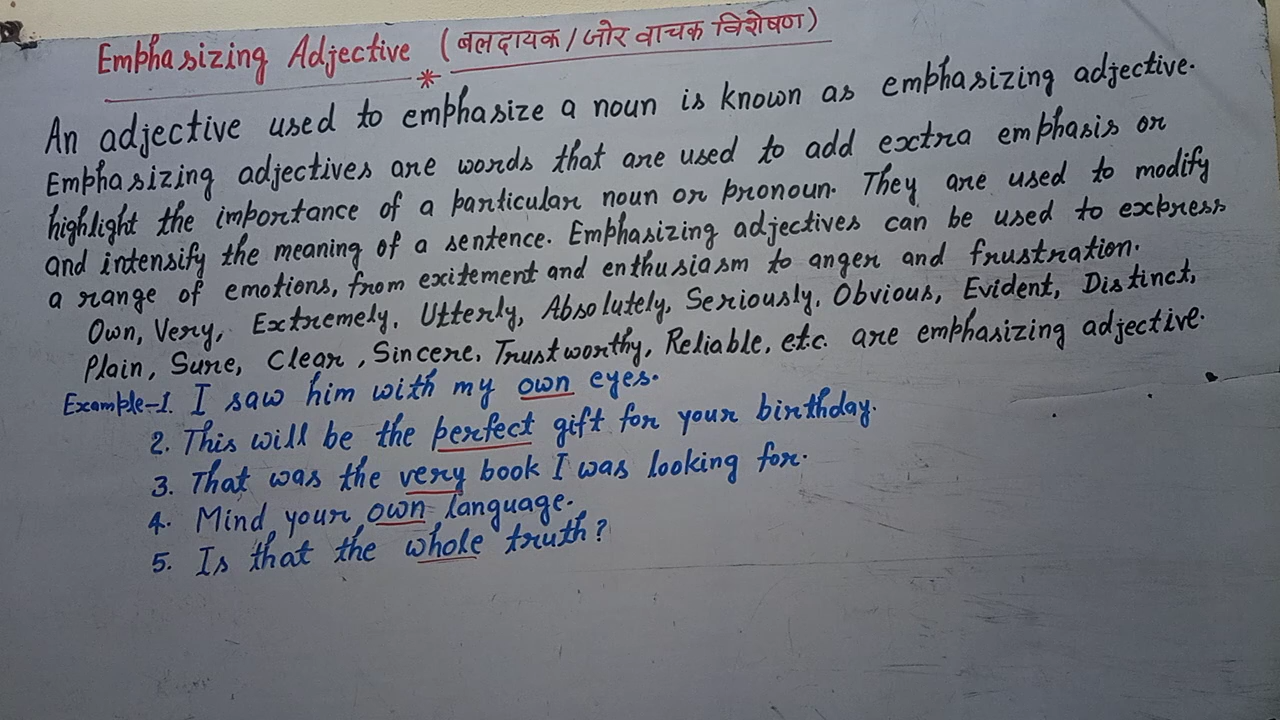 Emphasizing Adjective (बलदायक/जोर वाचक विशेषण)
*
An adjective used to emphasize a noun is known as emphasizing adjective.
Emphasizing adjectives are words that are used to add extra emphasis or
highlight the importance of a particular noun or pronoun. They are used to modify
and intensify the meaning of a sentence. Emphasizing adjectives can be used to express
a range of emotions, from excitement and enthusiasm to anger and frustration.
Own, Very, Extremely, Utterly, Absolutely, Seriously, Obvious, Evident, Distinct,
Plain, Sure, Clear, Sincere, Trustworthy, Reliable, etc. are emphasizing adjective.
Example-1. I saw him with my own eyes.
2. This will be the perfect gift for your birthday.
3. That was the very book I was looking for.
4. Mind your own language.
5. Is that the whole truth?